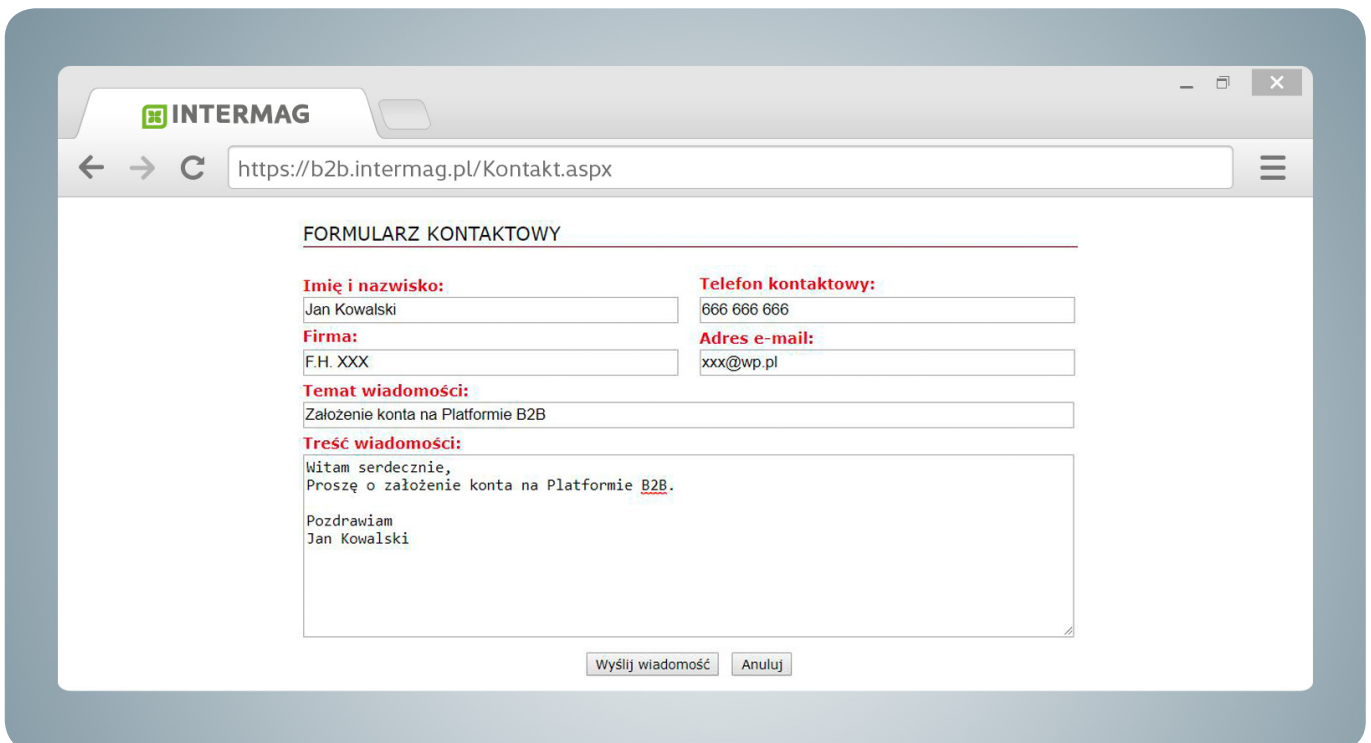 INTERMAG
https://b2b.intermag.pl/Kontakt.aspx
FORMULARZ KONTAKTOWY
Imię i nazwisko:
Telefon kontaktowy:
Jan Kowalski
666 666 666
Firma:
Adres e-mail:
F.H. XXX
xxx@wp.pl
Temat wiadomości:
Założenie konta na Platformie B2B
Treść wiadomości:
Witam serdecznie,
Proszę o założenie konta na Platformie B2B.
Pozdrawiam
Jan Kowalski
Wyślij wiadomość
Anuluj